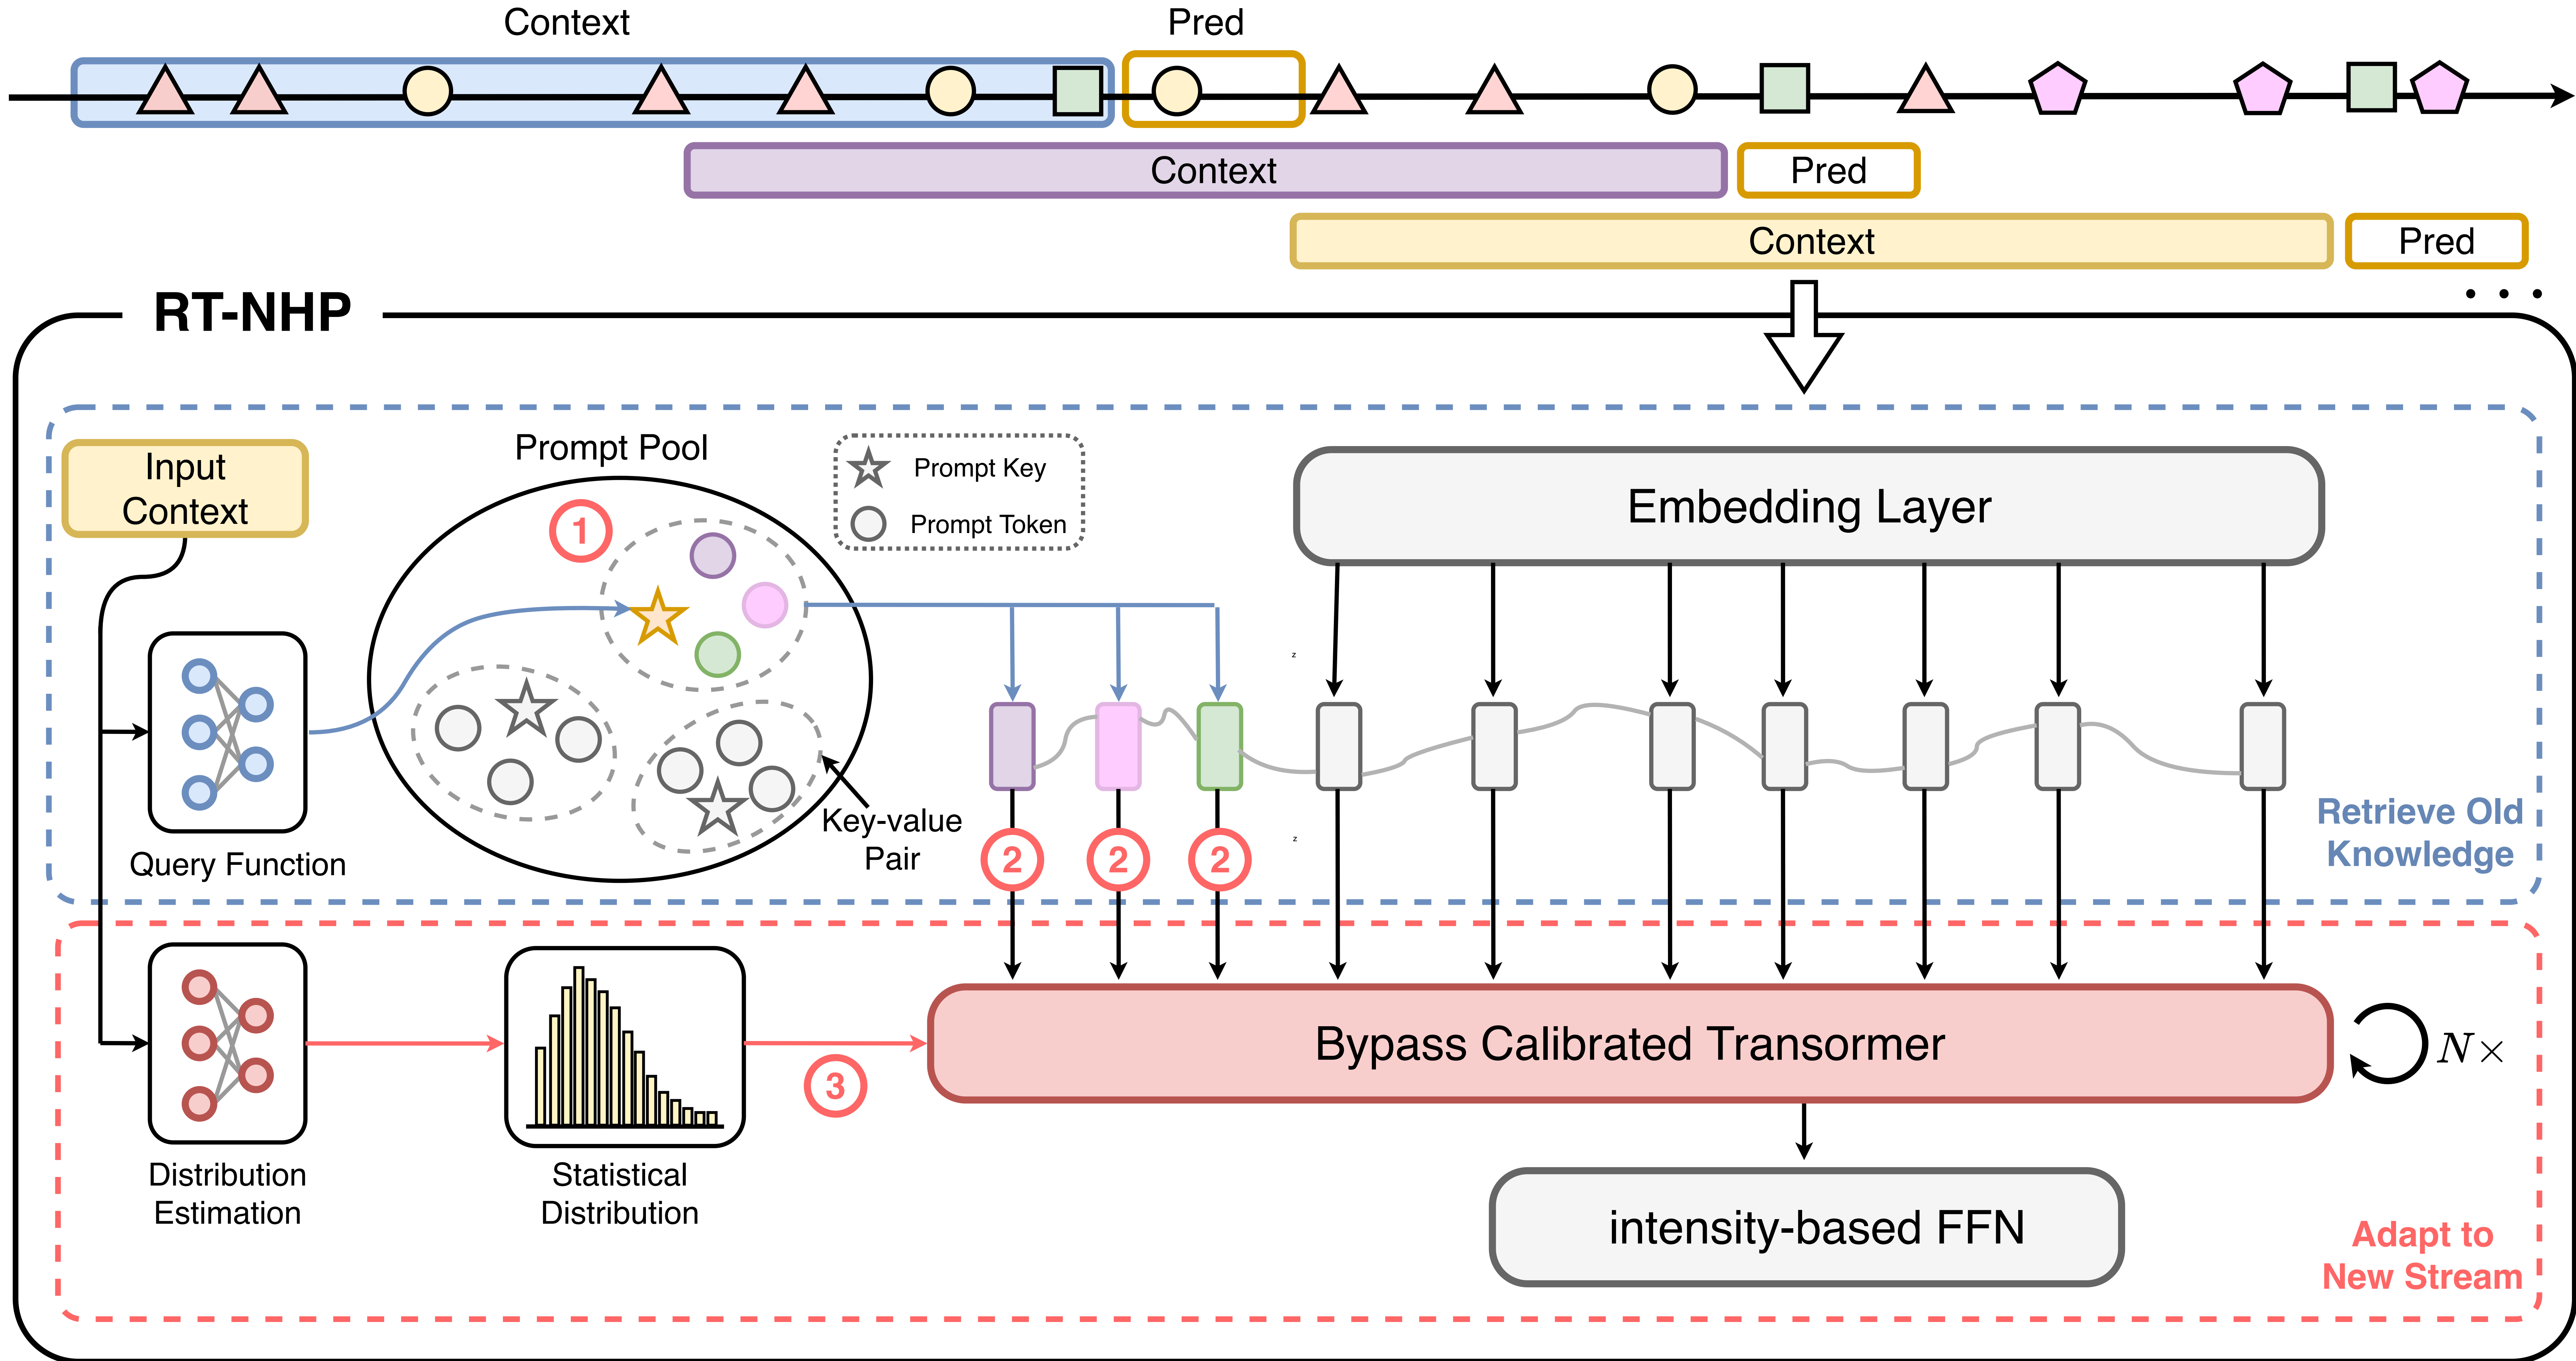 Context
Pred
Context
Pred
Context
Pred
. . .
RT-NHP
Input
Context
Prompt Pool
Prompt Key
Prompt Token
1
Embedding Layer
z
Key-value
Pair
Query Function
2
2
2
z
Retrieve Old
Knowledge
Distribution
Estimation
Statistical
Distribution
3
Bypass Calibrated Transormer
N ×
intensity-based FFN
Adapt to
New Stream